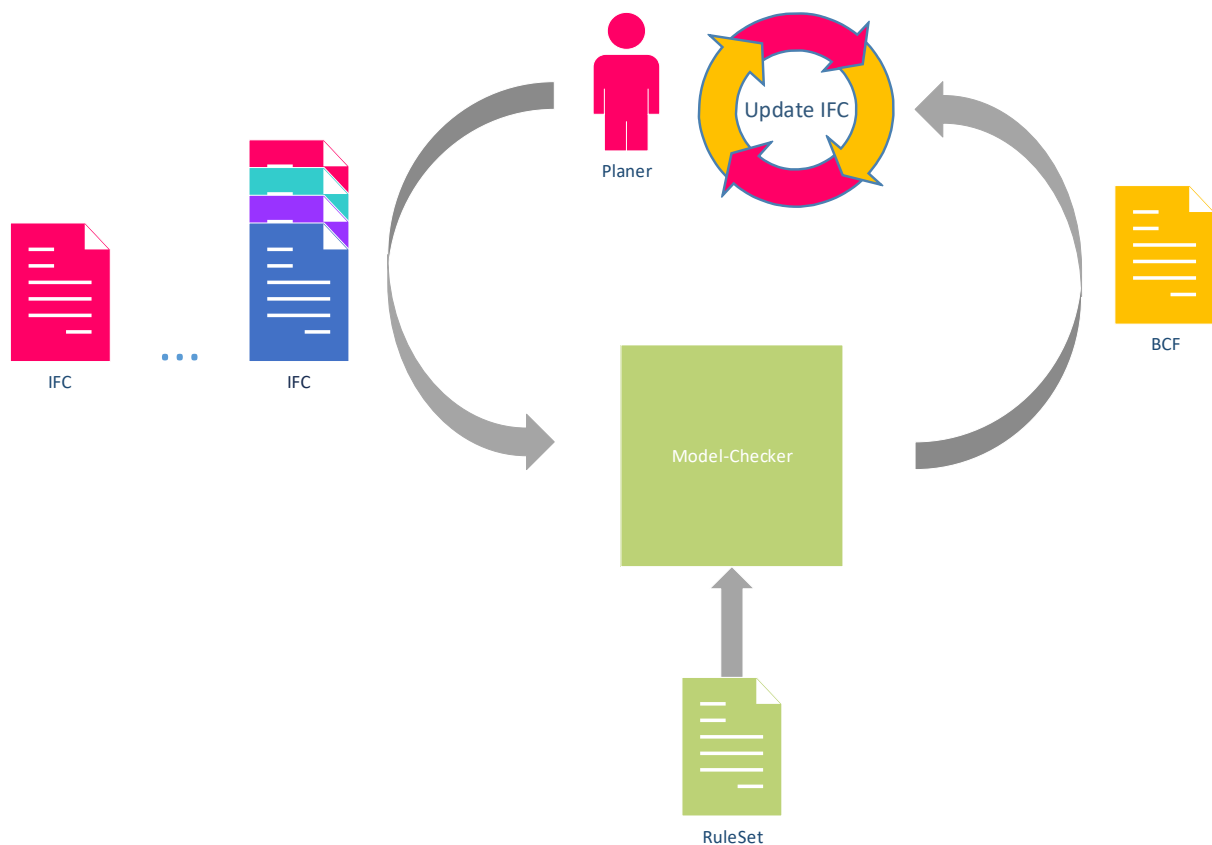 Update IFC
Planer
IFC
...
IFC
BCF
Model-Checker
RuleSet